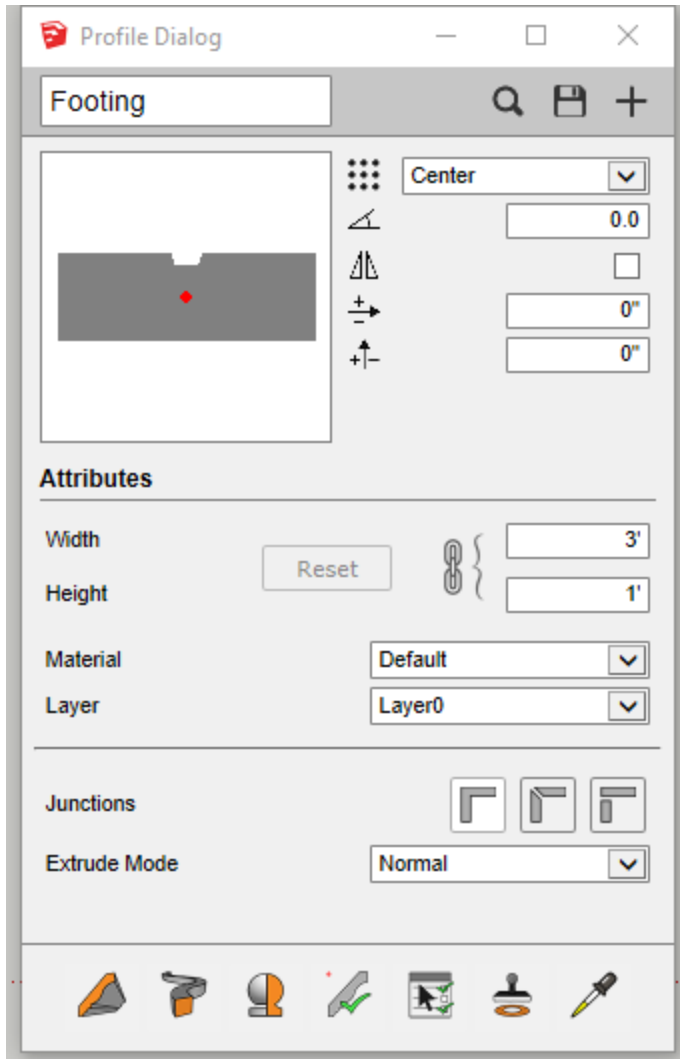 Profile Dialog
Footing
Center
0.0
0"
0"
Attributes
Width 3'
Reset
Height 1'
Material Default
Layer Layer0
Junctions
Extrude Mode Normal